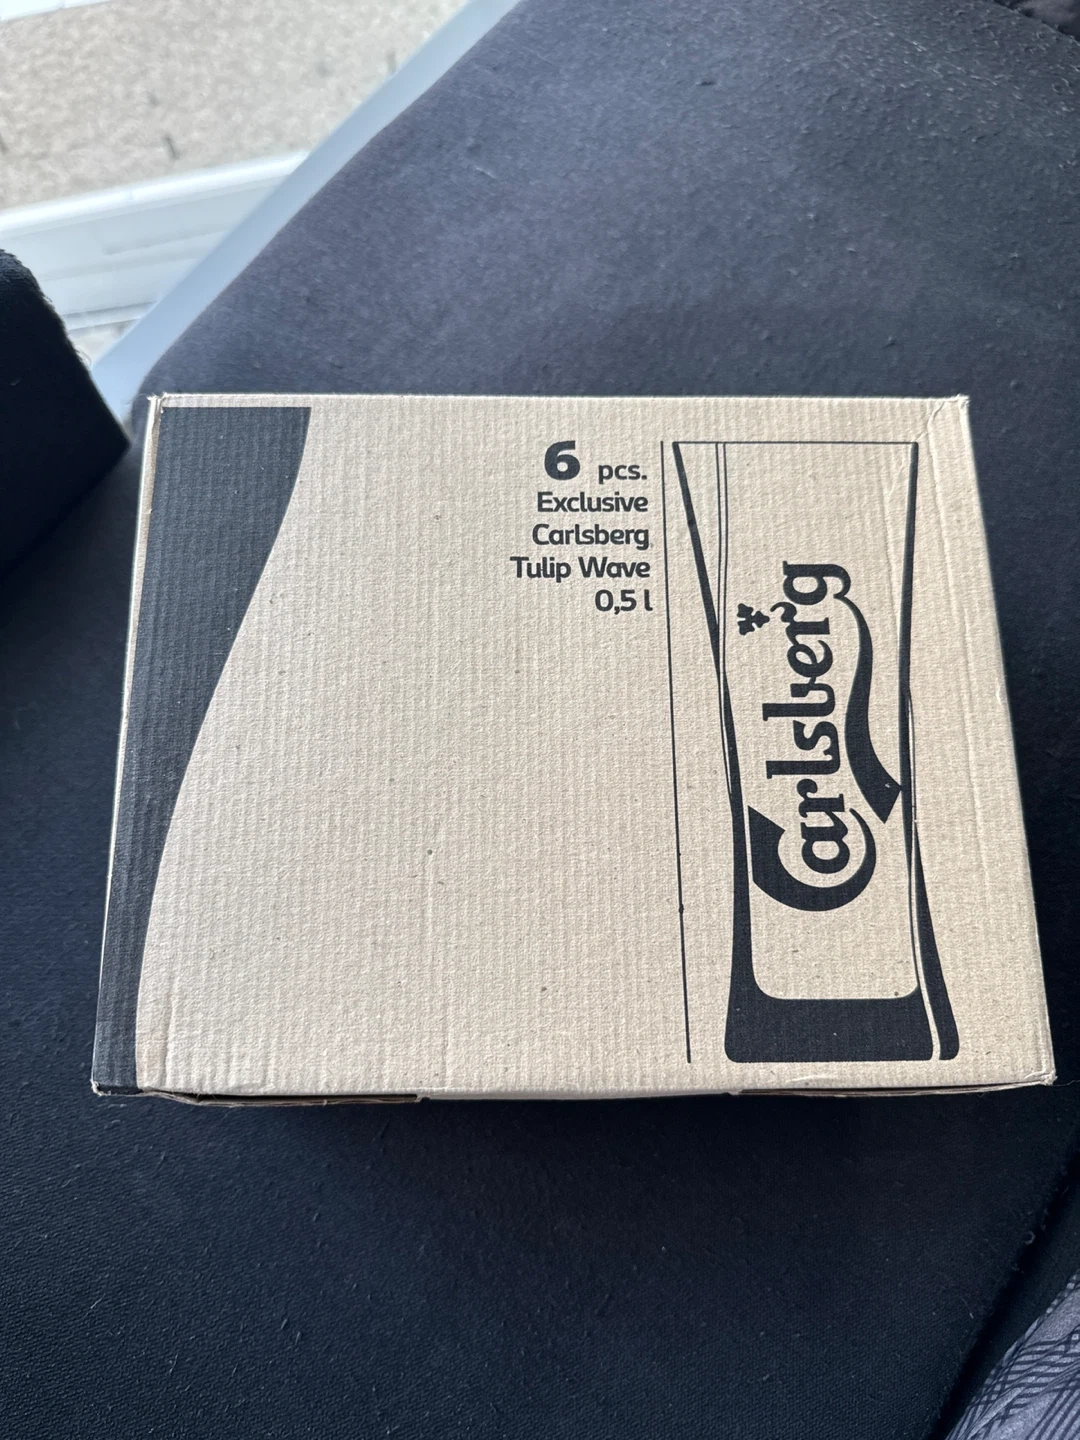 6 pcs.
Exclusive
Carlsberg
Tulip Wave
0,5 l
Carlsberg